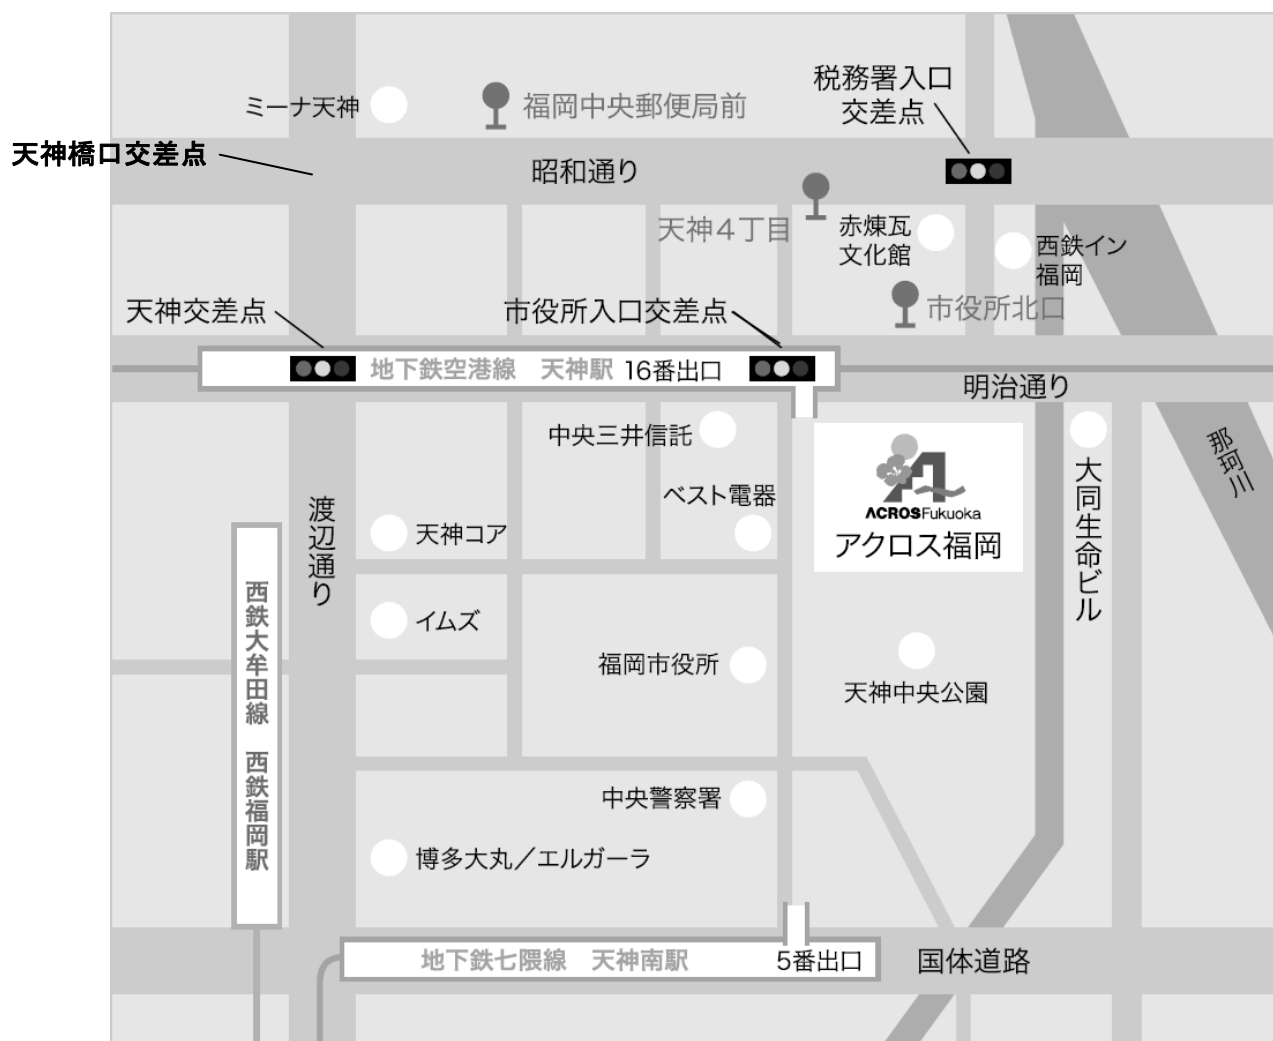 ミーナ天神
福岡中央郵便局前
税務署入口
交差点
天神橋口交差点
昭和通り
天神4丁目
赤煉瓦
文化館
西鉄イン
福岡
市役所北口
天神交差点
市役所入口交差点
地下鉄空港線 天神駅 16番出口
明治通り
中央三井信託
ベスト電器
ACROS Fukuoka
アクロス福岡
大同生命ビル
那珂川
渡辺通り
天神コア
イムズ
西鉄大牟田線 西鉄福岡駅
福岡市役所
天神中央公園
中央警察署
博多大丸/エルガーラ
地下鉄七隈線 天神南駅 5番出口
国体道路